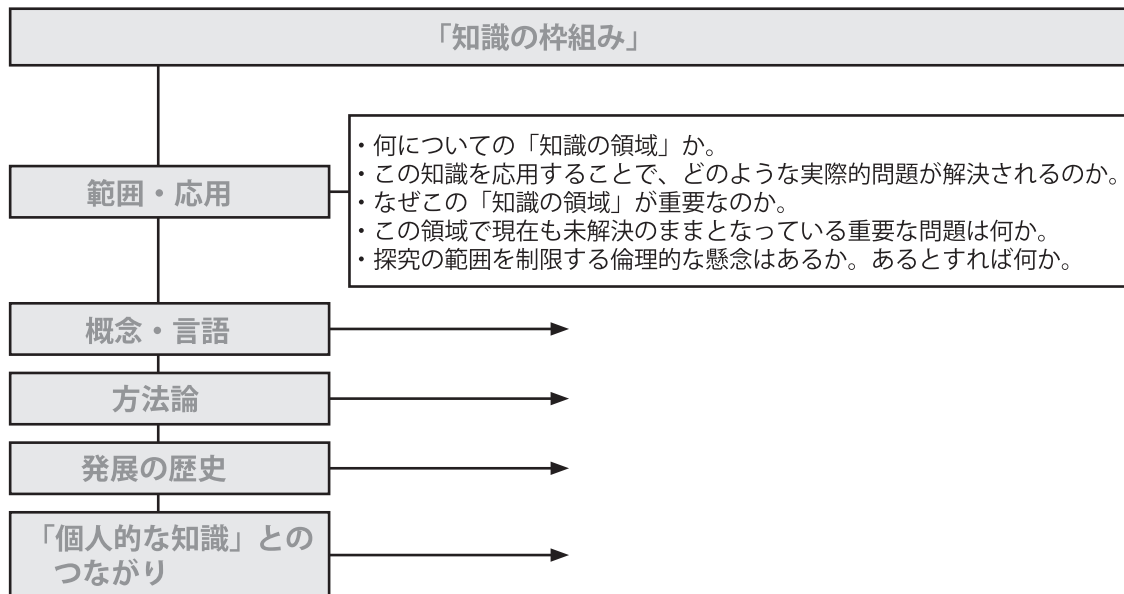 「知識の枠組み」
範囲・応用
・何についての「知識の領域」か。
・この知識を応用することで、どのような実際的問題が解決されるのか。
・なぜこの「知識の領域」が重要なのか。
・この領域で現在も未解決のままとなっている重要な問題は何か。
・探究の範囲を制限する倫理的な懸念はあるか。あるとすれば何か。
概念・言語
方法論
発展の歴史
「個人的な知識」との
つながり